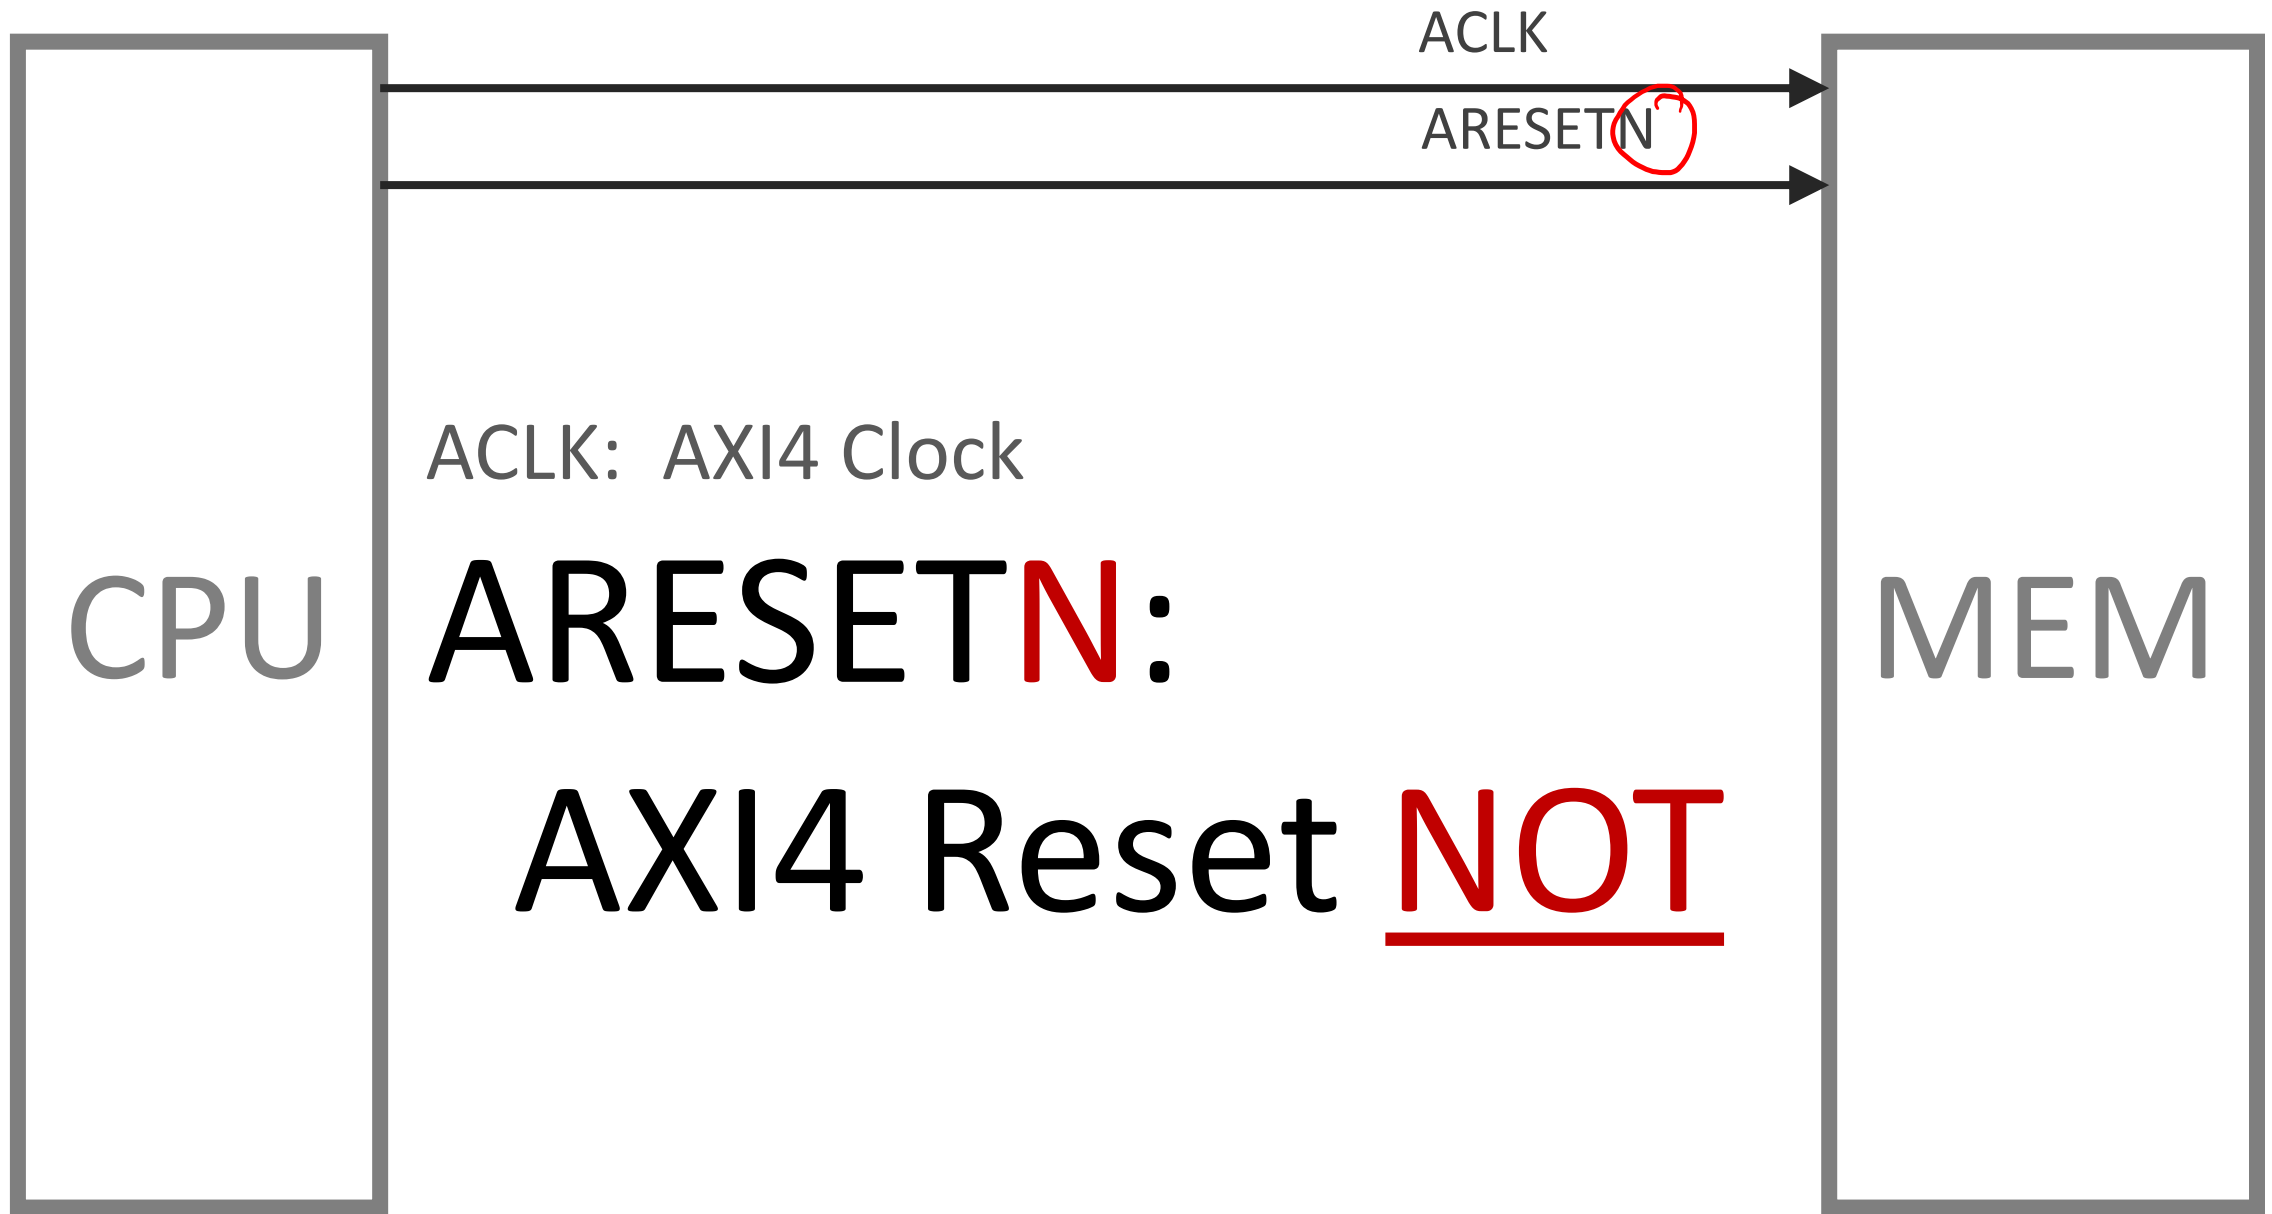 ACLK
ARESETN
ACLK:  AXI4 Clock
CPU
ARESETN:
MEM
AXI4 Reset NOT